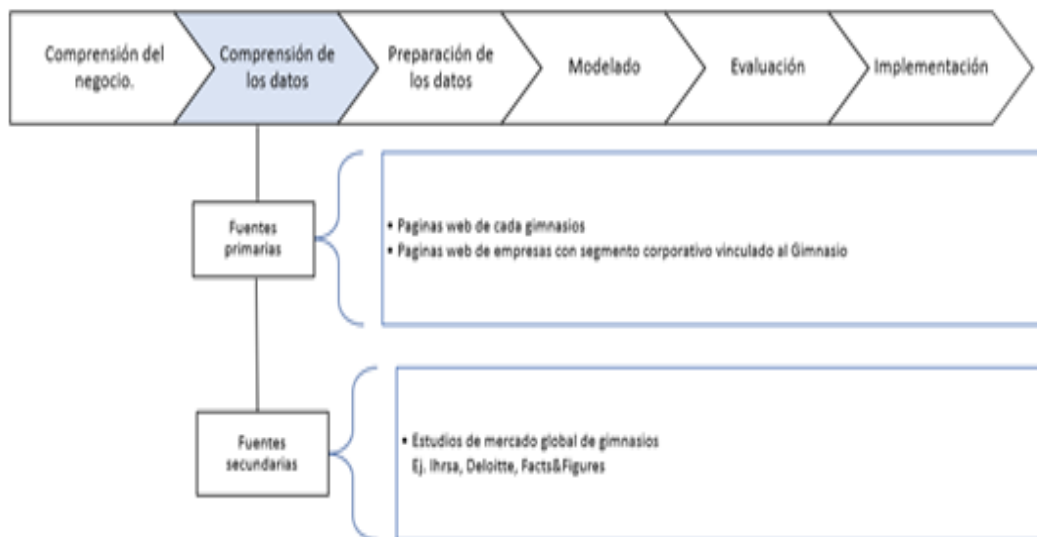 Comprensión del
negocio.
Comprensión de
los datos
Preparación de
los datos
Modelado
Evaluación
Implementación
Fuentes
primarias
• Paginas web de cada gimnasios
• Paginas web de empresas con segmento corporativo vinculado al Gimnasio
Fuentes
secundarias
• Estudios de mercado global de gimnasios
Ej. Ihrsa, Deloitte, Facts&Figures